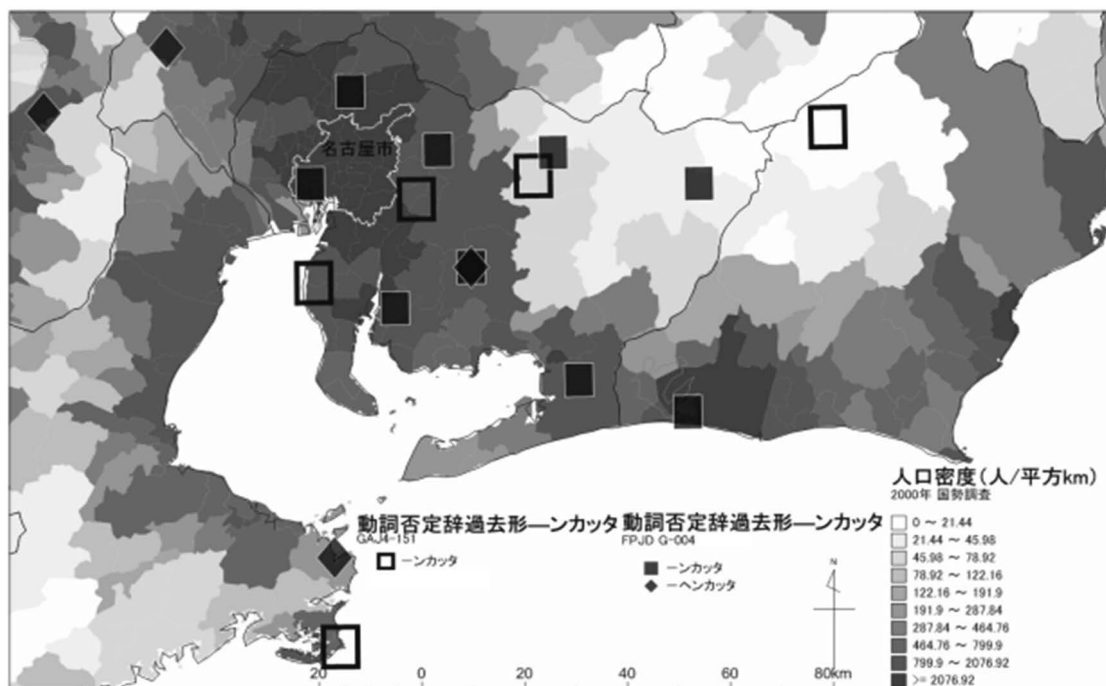 名古屋市
人口密度(人/平方km)
2000年 国勢調査
0 ～ 21.44
21.44 ～ 45.98
45.98 ～ 78.92
78.92 ～ 122.16
122.16 ～ 191.9
191.9 ～ 287.84
287.84 ～ 464.76
464.76 ～ 799.9
799.9 ～ 2076.92
>= 2076.92
動詞否定辞過去形―ンカッタ
GAJ4-151
－ンカッタ
動詞否定辞過去形―ンカッタ
FPJD G-004
－ンカッタ
－ヘンカッタ
N
20 0 20 40 60 80km